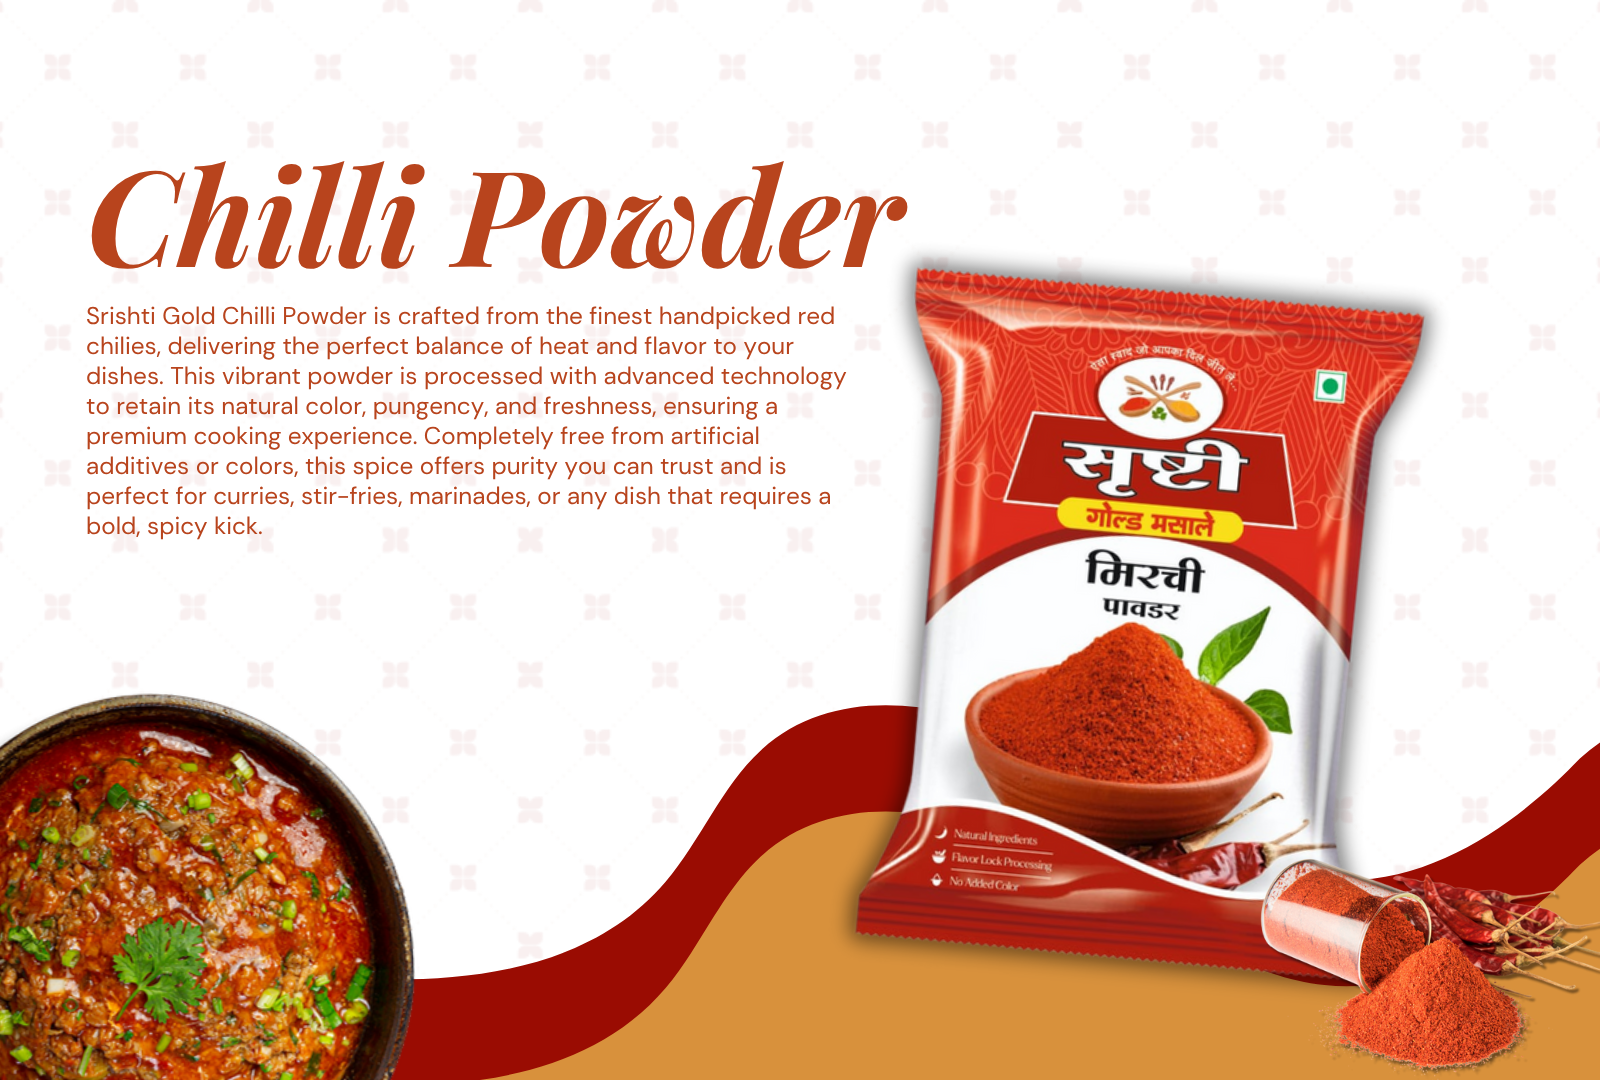 Chilli Powder
Srishti Gold Chilli Powder is crafted from the finest handpicked red
chilies, delivering the perfect balance of heat and flavor to your
dishes. This vibrant powder is processed with advanced technology
to retain its natural color, pungency, and freshness, ensuring a
premium cooking experience. Completely free from artificial
additives or colors, this spice offers purity you can trust and is
perfect for curries, stir-fries, marinades, or any dish that requires a
bold, spicy kick.
ऐसा स्वाद जो आपका दिल जीत ले..
सृष्टी
गोल्ड मसाले
मिरची
पावडर
Natural Ingredients
Flavor Lock Processing
No Added Color